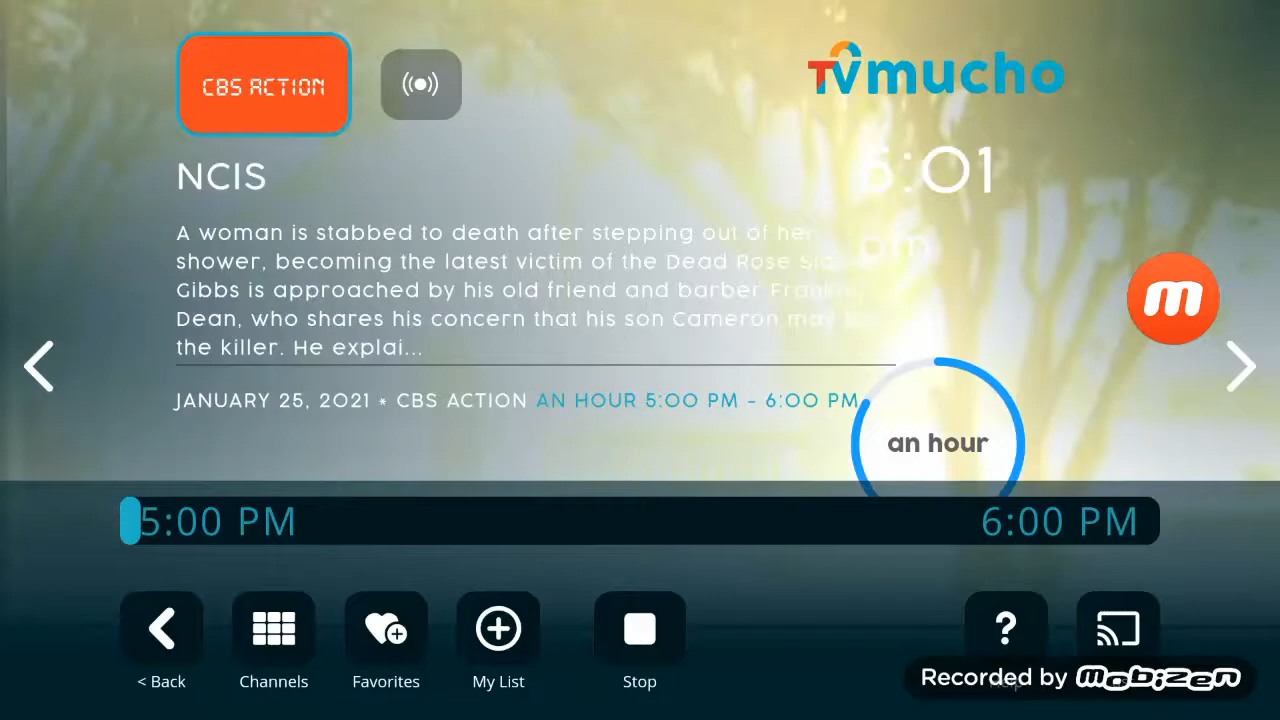 CBS ACTION
TVmucho
NCIS
:01
pm
A woman is stabbed to death after stepping out of her
shower, becoming the latest victim of the Dead Rose
Gibbs is approached by his old friend and barber
Dean, who shares his concern that his son Cameron may
the killer. He explai...
JANUARY 25, 2021 * CBS ACTION AN HOUR 5:00 PM - 6:00 PM
an hour
5:00 PM 6:00 PM
?
< Back Channels Favorites My List Stop
m
Recorded by Mobizen